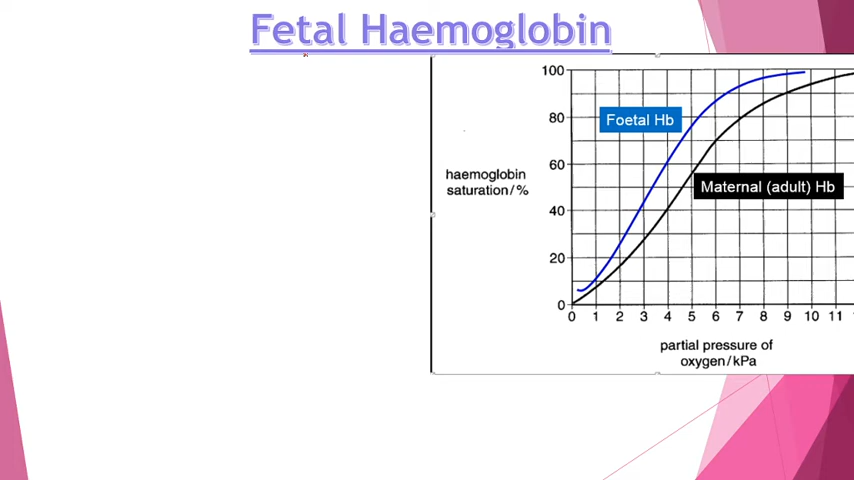 Fetal Haemoglobin
100
Foetal Hb
80
haemoglobin
saturation/%
60
Maternal (adult) Hb
40
20
0
0 1 2 3 4 5 6 7 8 9 10 11
partial pressure of
oxygen/kPa